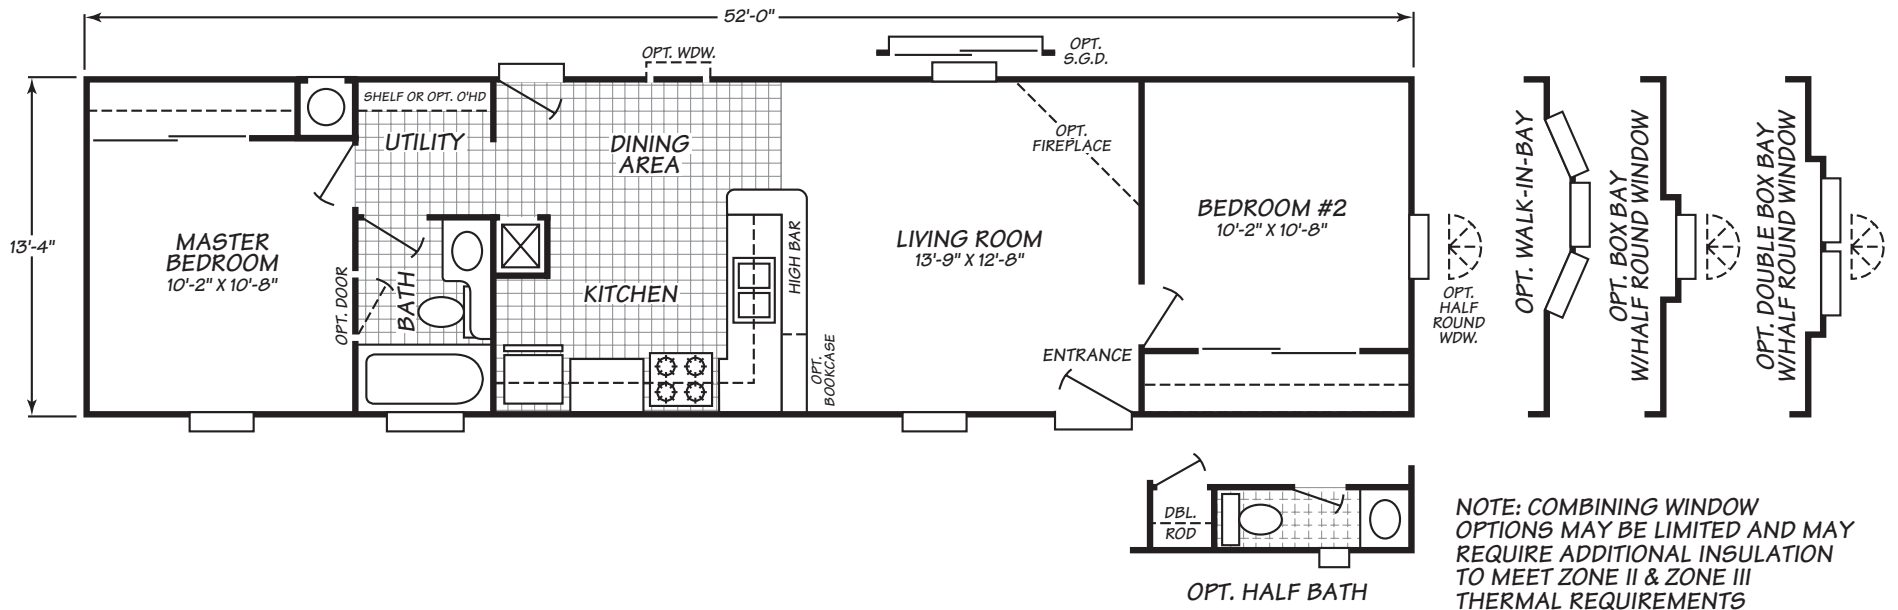 52'-0"
OPT. WDW.
OPT.
S.G.D.
SHELF OR OPT. O'HD
UTILITY
DINING
AREA
OPT.
FIREPLACE
13'-4"
MASTER
BEDROOM
10'-2" X 10'-8"
OPT. DOOR
BATH
KITCHEN
HIGH BAR
OPT.
BOOKCASE
LIVING ROOM
13'-9" X 12'-8"
ENTRANCE
BEDROOM #2
10'-2" X 10'-8"
OPT.
HALF
ROUND
WDW.
OPT. WALK-IN-BAY
OPT. BOX BAY
W\HALF ROUND WINDOW
OPT. DOUBLE BOX BAY
W\HALF ROUND WINDOW
DBL.
ROD
OPT. HALF BATH
NOTE: COMBINING WINDOW
OPTIONS MAY BE LIMITED AND MAY
REQUIRE ADDITIONAL INSULATION
TO MEET ZONE II & ZONE III
THERMAL REQUIREMENTS